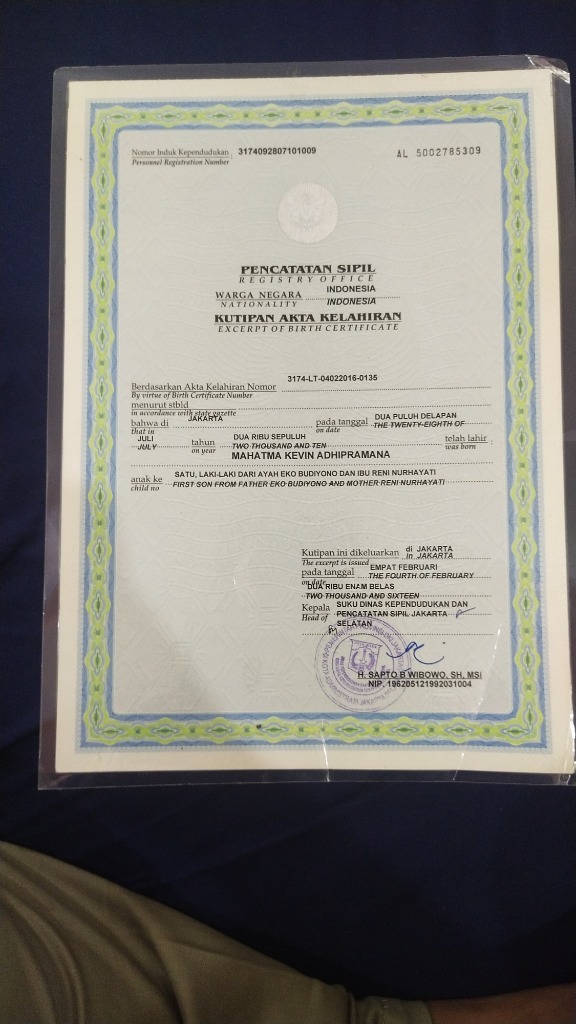 Nomor Induk Kependudukan : 3174092807101009
Personnel Registration Number
AL 5002785309
PENCATATAN SIPIL
REGISTRY OFFICE
WARGA NEGARA INDONESIA
NATIONALITY INDONESIA
KUTIPAN AKTA KELAHIRAN
EXCERPT OF BIRTH CERTIFICATE
Berdasarkan Akta Kelahiran Nomor 3174-LT-04022016-0135
By virtue of Birth Certificate Number
menurut stbld
in accordance with state gazette
bahwa di JAKARTA pada tanggal DUA PULUH DELAPAN
that in on date THE TWENTY-EIGHTH OF
JULI tahun DUA RIBU SEPULUH telah lahir
JULY on year TWO THOUSAND AND TEN was born :
MAHATMA KEVIN ADHIPRAMANA
anak ke SATU, LAKI-LAKI DARI AYAH EKO BUDIYONO DAN IBU RENI NURHAYATI
child no FIRST SON FROM FATHER EKO BUDIYONO AND MOTHER RENI NURHAYATI
Kutipan ini dikeluarkan di JAKARTA
The excerpt is issued in JAKARTA
pada tanggal EMPAT FEBRUARI
on date THE FOURTH OF FEBRUARY
DUA RIBU ENAM BELAS
TWO THOUSAND AND SIXTEEN
Kepala SUKU DINAS KEPENDUDUKAN DAN
Head of PENCATATAN SIPIL JAKARTA
SELATAN
H. SAPTO B WIBOWO, SH, MSi
NIP. 196205121992031004